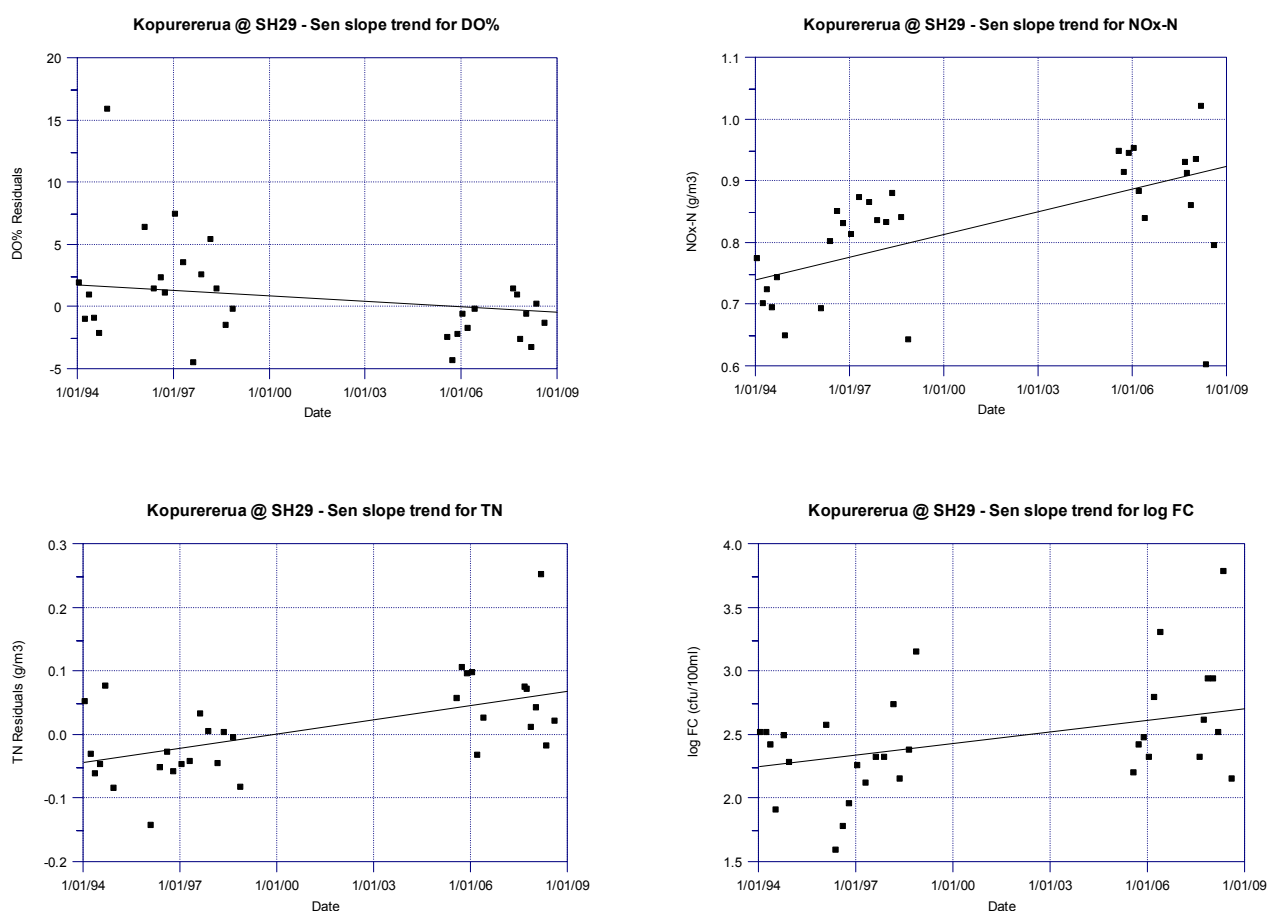 Kopurererua @ SH29 - Sen slope trend for DO%
20
15
10
5
0
-5
DO% Residuals
1/01/94 1/01/97 1/01/00 1/01/03 1/01/06 1/01/09
Date
Kopurererua @ SH29 - Sen slope trend for NOx-N
1.1
1.0
0.9
0.8
0.7
0.6
NOx-N (g/m3)
1/01/94 1/01/97 1/01/00 1/01/03 1/01/06 1/01/09
Date
Kopurererua @ SH29 - Sen slope trend for TN
0.3
0.2
0.1
0.0
-0.1
-0.2
TN Residuals (g/m3)
1/01/94 1/01/97 1/01/00 1/01/03 1/01/06 1/01/09
Date
Kopurererua @ SH29 - Sen slope trend for log FC
4.0
3.5
3.0
2.5
2.0
1.5
log FC (cfu/100ml)
1/01/94 1/01/97 1/01/00 1/01/03 1/01/06 1/01/09
Date